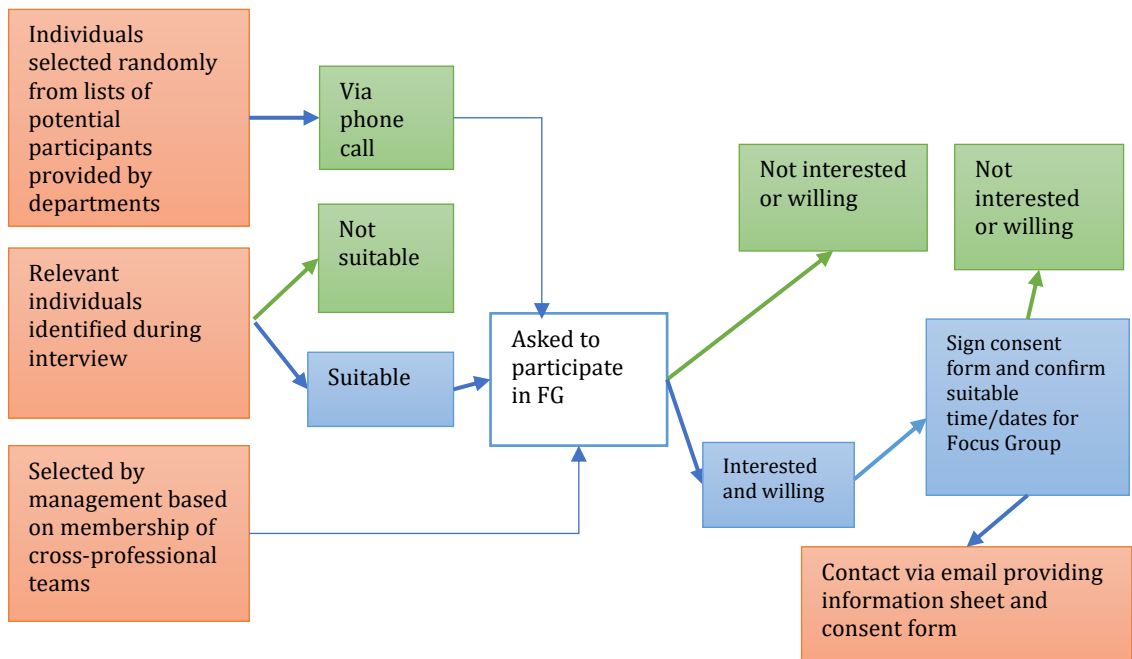 Individuals
selected randomly
from lists of
potential
participants
provided by
departments
Via
phone
call
Not interested
or willing
Not
interested
or willing
Not
suitable
Relevant
individuals
identified during
interview
Suitable
Asked to
participate
in FG
Sign consent
form and confirm
suitable
time/dates for
Focus Group
Interested
and willing
Selected by
management based
on membership of
cross-professional
teams
Contact via email providing
information sheet and
consent form